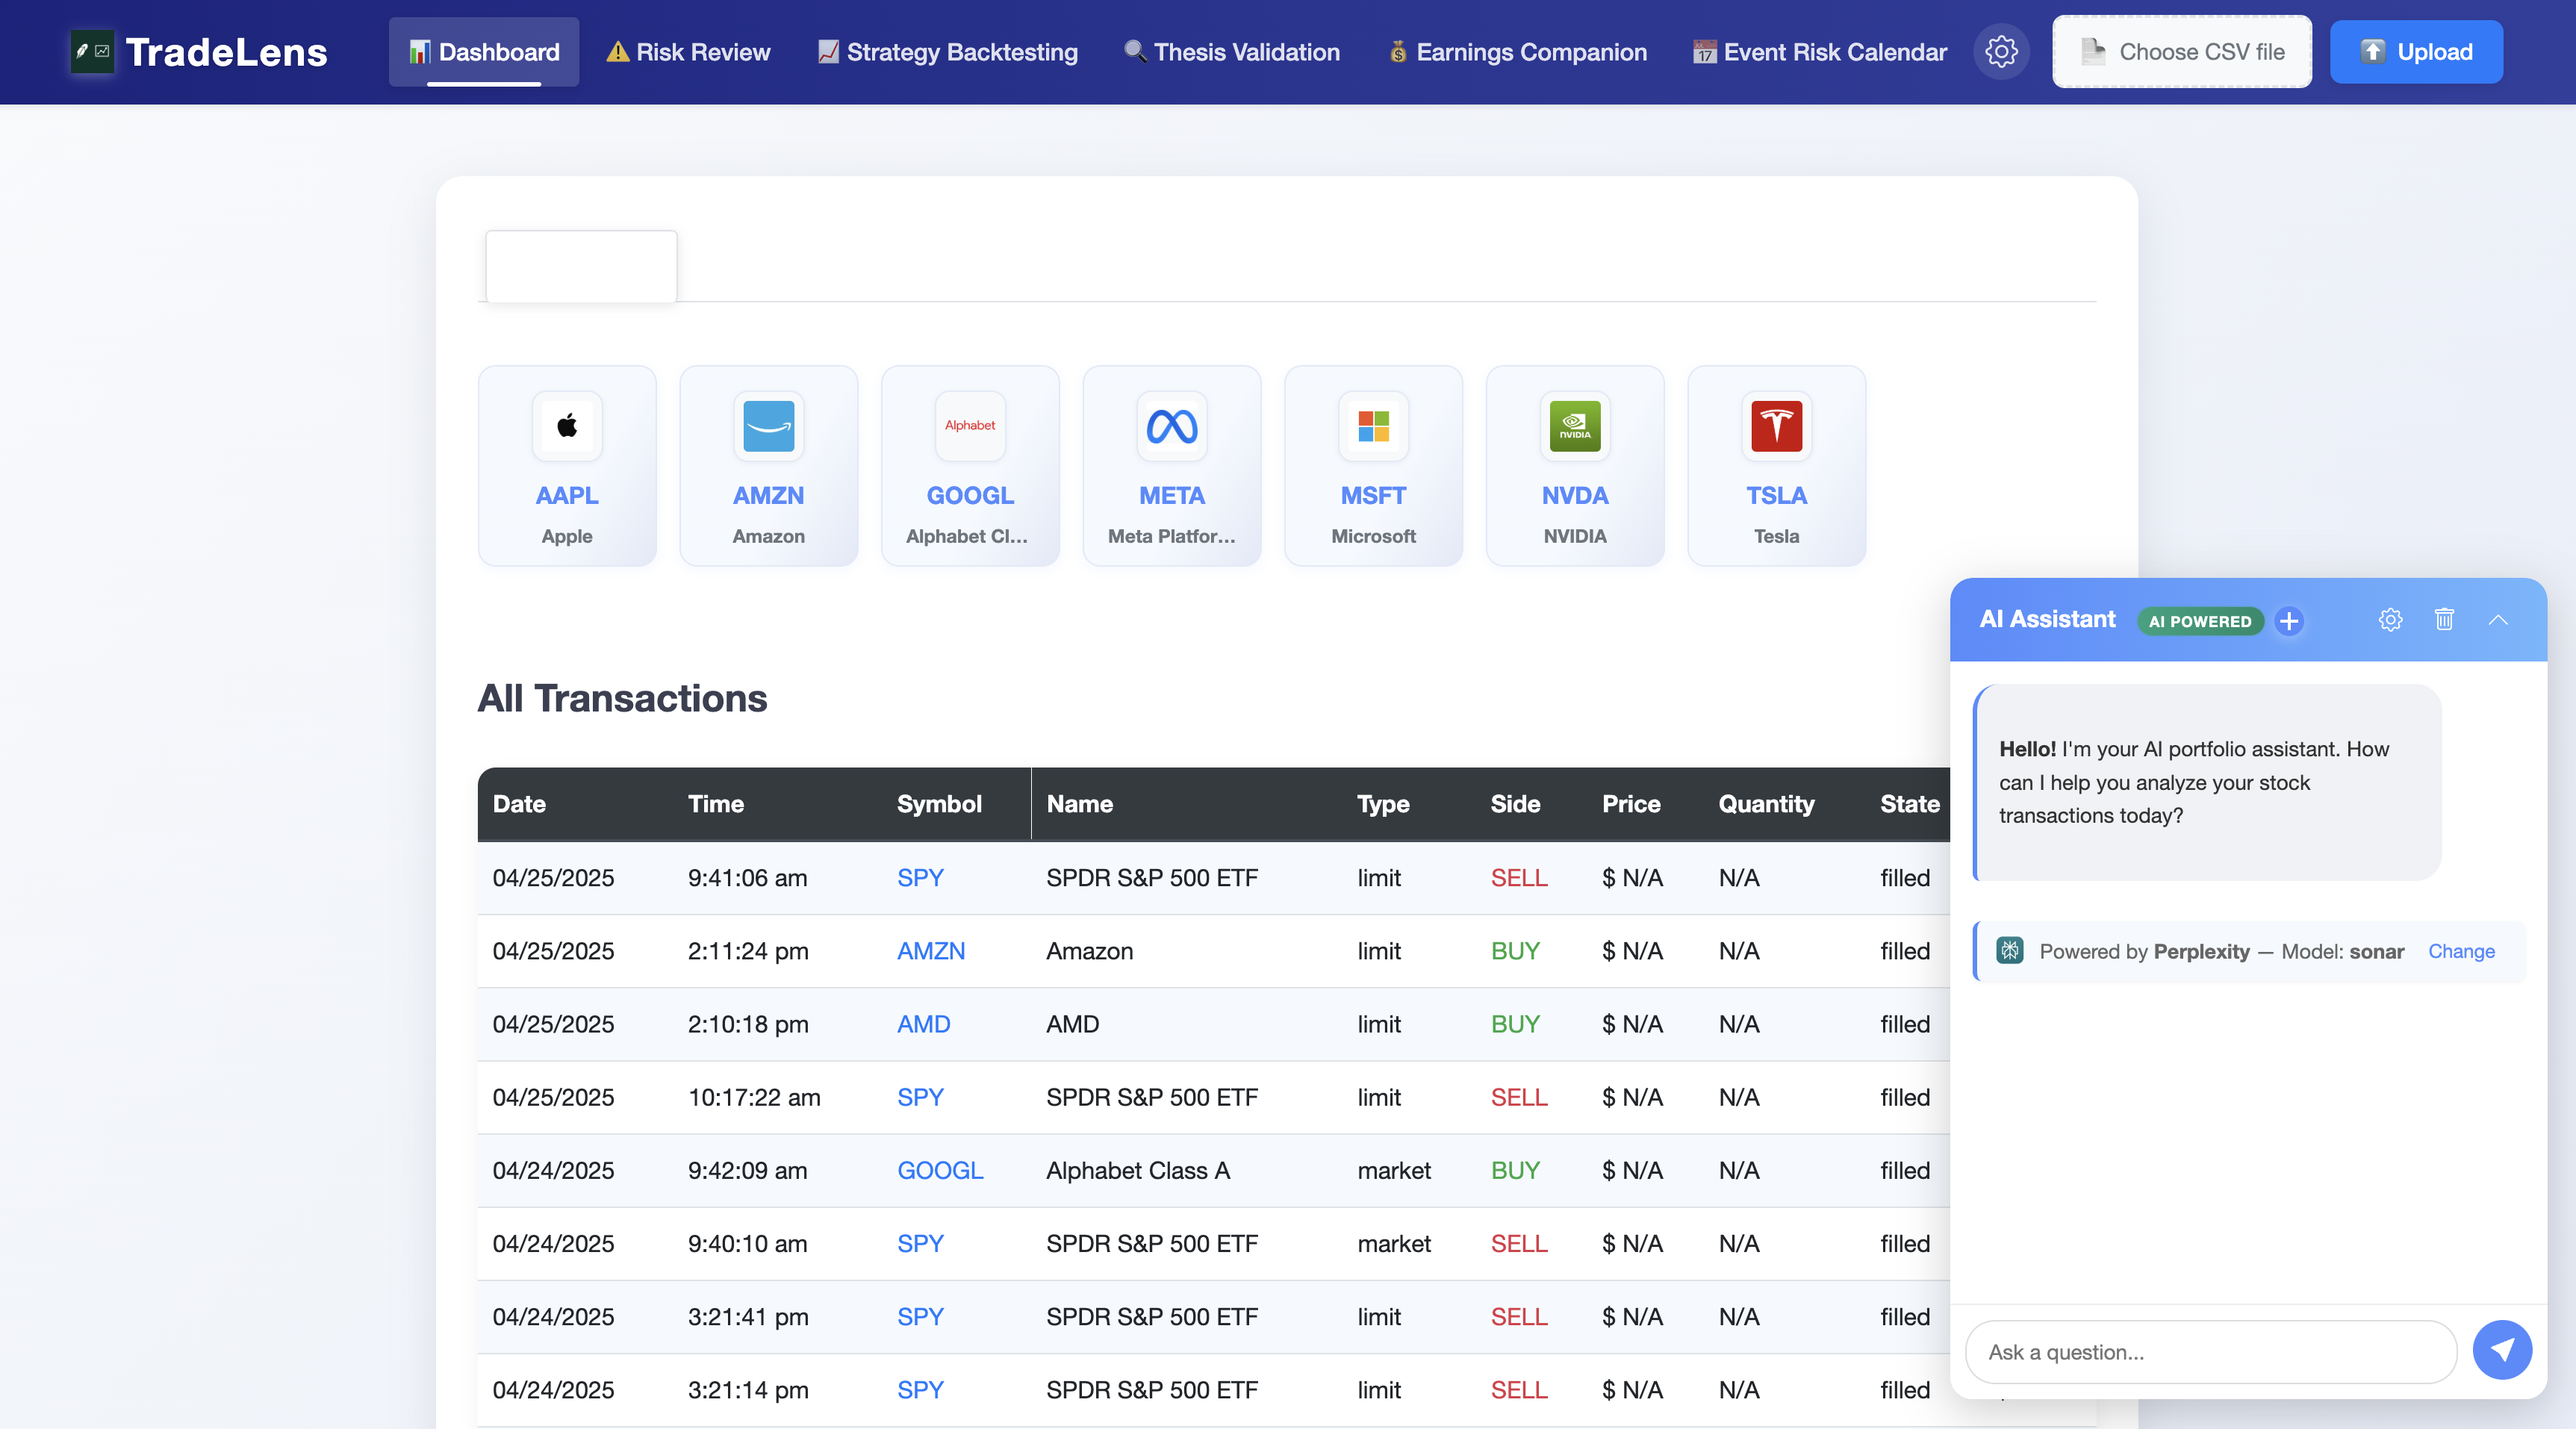 TradeLens
Dashboard
Risk Review
Strategy Backtesting
Thesis Validation
Earnings Companion
17 Event Risk Calendar
Choose CSV file
Upload
AAPL
Apple
AMZN
Amazon
Alphabet
GOOGL
Alphabet Cl...
META
Meta Platfor...
MSFT
Microsoft
NVIDIA
NVDA
NVIDIA
TSLA
Tesla
All Transactions
Date Time Symbol Name Type Side Price Quantity State
04/25/2025 9:41:06 am SPY SPDR S&P 500 ETF limit SELL $ N/A N/A filled
04/25/2025 2:11:24 pm AMZN Amazon limit BUY $ N/A N/A filled
04/25/2025 2:10:18 pm AMD AMD limit BUY $ N/A N/A filled
04/25/2025 10:17:22 am SPY SPDR S&P 500 ETF limit SELL $ N/A N/A filled
04/24/2025 9:42:09 am GOOGL Alphabet Class A market BUY $ N/A N/A filled
04/24/2025 9:40:10 am SPY SPDR S&P 500 ETF market SELL $ N/A N/A filled
04/24/2025 3:21:41 pm SPY SPDR S&P 500 ETF limit SELL $ N/A N/A filled
04/24/2025 3:21:14 pm SPY SPDR S&P 500 ETF limit SELL $ N/A N/A filled
AI Assistant AI POWERED
Hello! I'm your AI portfolio assistant. How
can I help you analyze your stock
transactions today?
Powered by Perplexity — Model: sonar Change
Ask a question...